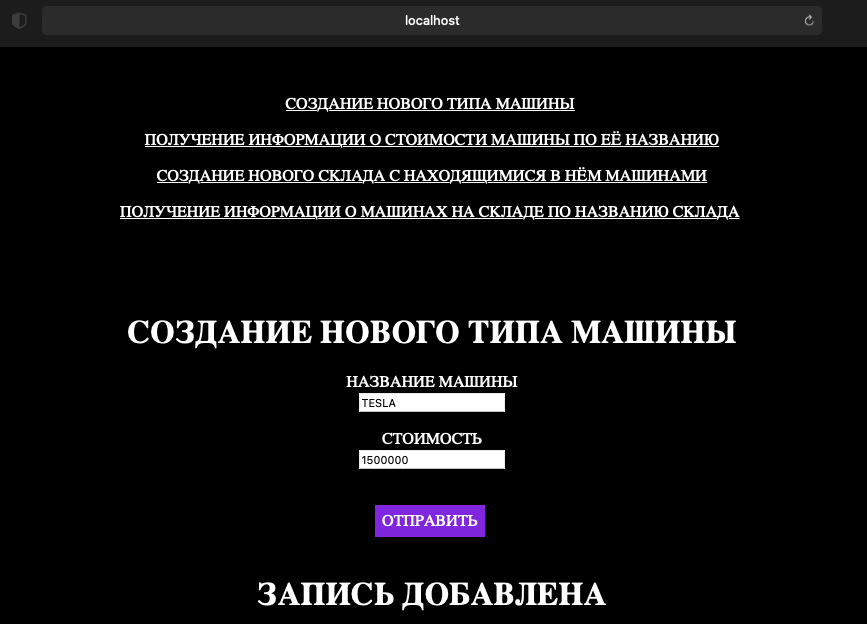 localhost
СОЗДАНИЕ НОВОГО ТИПА МАШИНЫ
ПОЛУЧЕНИЕ ИНФОРМАЦИИ О СТОИМОСТИ МАШИНЫ ПО ЕЁ НАЗВАНИЮ
СОЗДАНИЕ НОВОГО СКЛАДА С НАХОДЯЩИМИСЯ В НЁМ МАШИНАМИ
ПОЛУЧЕНИЕ ИНФОРМАЦИИ О МАШИНАХ НА СКЛАДЕ ПО НАЗВАНИЮ СКЛАДА
СОЗДАНИЕ НОВОГО ТИПА МАШИНЫ
НАЗВАНИЕ МАШИНЫ
TESLA
СТОИМОСТЬ
1500000
ОТПРАВИТЬ
ЗАПИСЬ ДОБАВЛЕНА